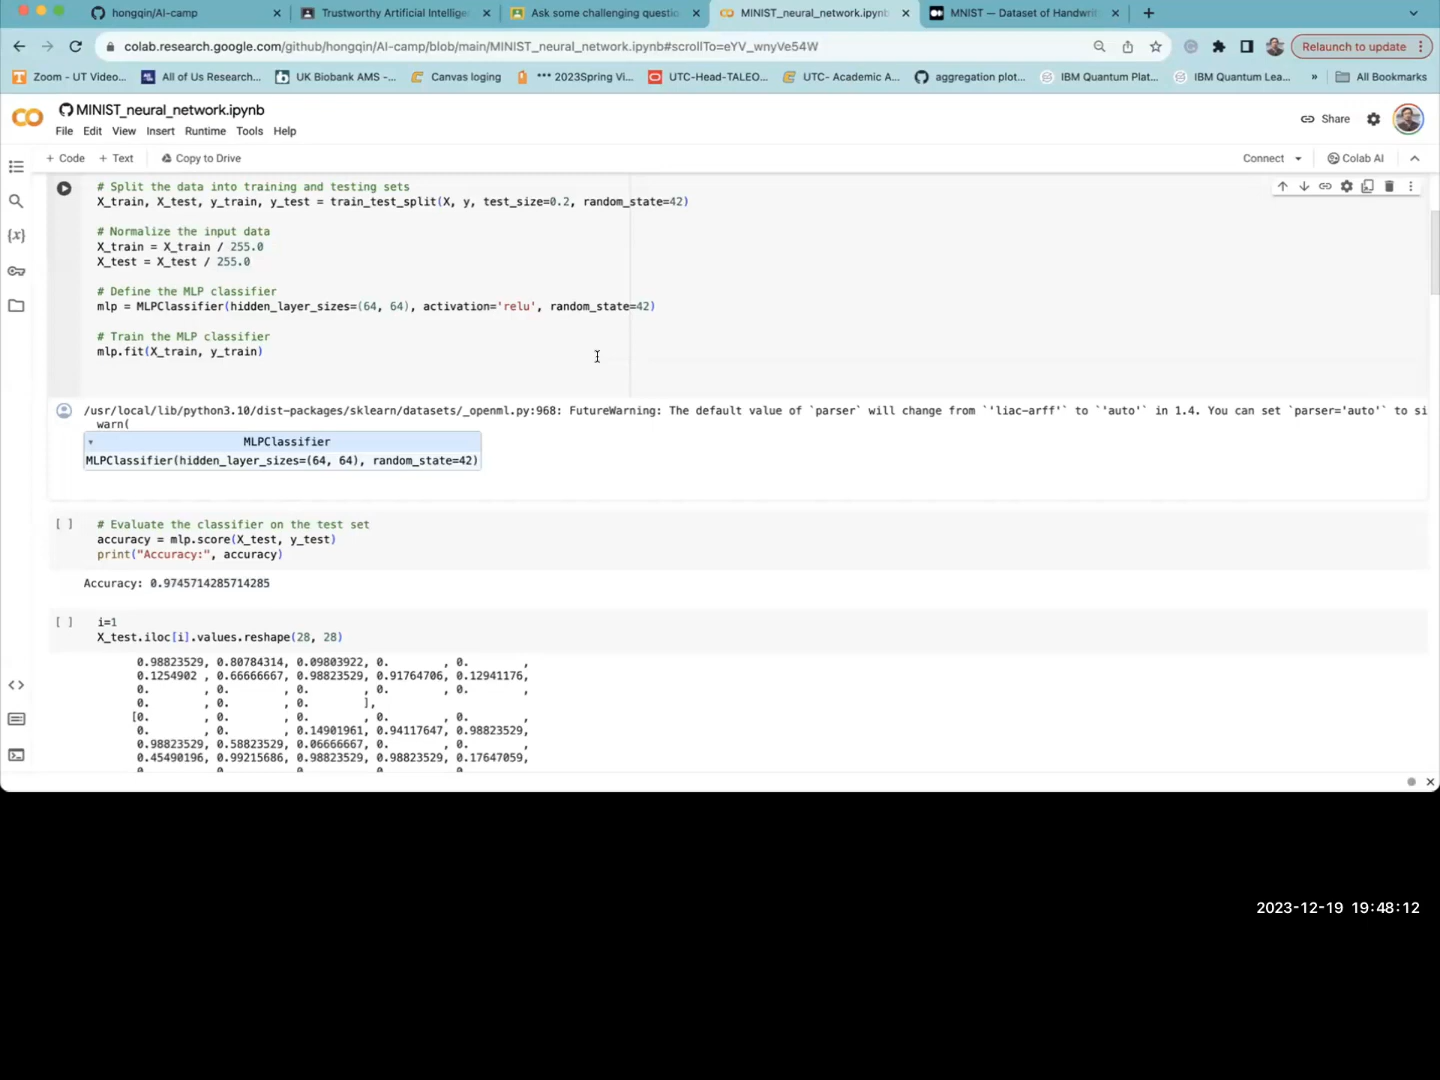 hongqin/AI-camp
Trustworthy Artificial Intellige
Ask some challenging questio
MINIST_neural_network.ipynb
MNIST — Dataset of Handwrit
colab.research.google.com/github/hongqin/AI-camp/blob/main/MINIST_neural_network.ipynb#scrollTo=eYV_wnyVe54W
Relaunch to update
Zoom - UT Video...
All of Us Research...
UK Biobank AMS -...
Canvas loging
*** 2023Spring Vi...
UTC-Head-TALEO...
UTC- Academic A...
aggregation plot...
IBM Quantum Plat...
IBM Quantum Lea...
»
All Bookmarks
MINIST_neural_network.ipynb
File Edit View Insert Runtime Tools Help
Share
+ Code + Text Copy to Drive
Connect
Colab AI
# Split the data into training and testing sets
X_train, X_test, y_train, y_test = train_test_split(X, y, test_size=0.2, random_state=42)
# Normalize the input data
X_train = X_train / 255.0
X_test = X_test / 255.0
# Define the MLP classifier
mlp = MLPClassifier(hidden_layer_sizes=(64, 64), activation='relu', random_state=42)
# Train the MLP classifier
mlp.fit(X_train, y_train)
/usr/local/lib/python3.10/dist-packages/sklearn/datasets/_openml.py:968: FutureWarning: The default value of `parser` will change from `'liac-arff'` to `'auto'` in 1.4. You can set `parser='auto'` to si
warn(
MLPClassifier
MLPClassifier(hidden_layer_sizes=(64, 64), random_state=42)
[ ] # Evaluate the classifier on the test set
accuracy = mlp.score(X_test, y_test)
print("Accuracy:", accuracy)
Accuracy: 0.9745714285714285
[ ] i=1
X_test.iloc[i].values.reshape(28, 28)
0.98823529, 0.80784314, 0.09803922, 0. , 0. ,
0.1254902 , 0.66666667, 0.98823529, 0.91764706, 0.12941176,
0. , 0. , 0. , 0. , 0. ,
0. , 0. , 0. ],
[0. , 0. , 0. , 0. , 0. ,
0. , 0. , 0.14901961, 0.94117647, 0.98823529,
0.98823529, 0.58823529, 0.06666667, 0. , 0. ,
0.45490196, 0.99215686, 0.98823529, 0.98823529, 0.17647059,
2023-12-19 19:48:12